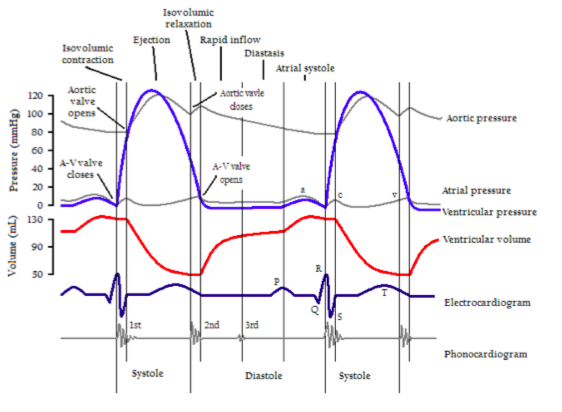 Isovolumic
relaxation
Ejection
Rapid inflow
Isovolumic
contraction
Diastasis
Atrial systole
Aortic
valve
opens
Aortic vavle
closes
A-V valve
closes
A-V valve
opens
Pressure (mmHg)
120
100
80
60
40
20
0
Aortic pressure
a
c
v
Atrial pressure
Ventricular pressure
Volume (mL)
130
90
50
Ventricular volume
P
R
Q
S
T
Electrocardiogram
1st
2nd
3rd
Phonocardiogram
Systole
Diastole
Systole